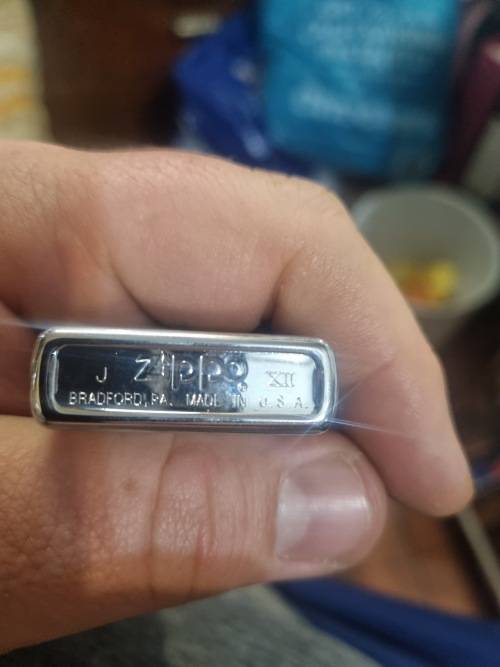 J Zippo® XII
BRADFORD, PA. MADE IN U.S.A.